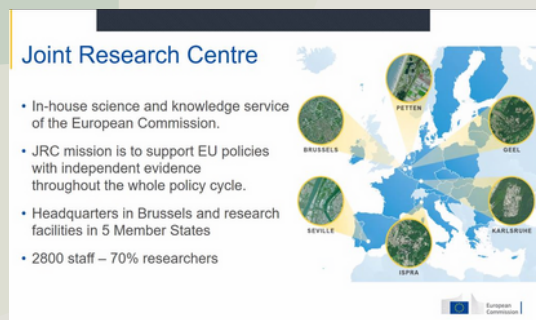 Joint Research Centre
• In-house science and knowledge service
of the European Commission.
• JRC mission is to support EU policies
with independent evidence
throughout the whole policy cycle.
• Headquarters in Brussels and research
facilities in 5 Member States
• 2800 staff – 70% researchers
PETTEN
BRUSSELS
GEEL
SEVILLE
KARLSRUHE
ISPRA
European
Commission